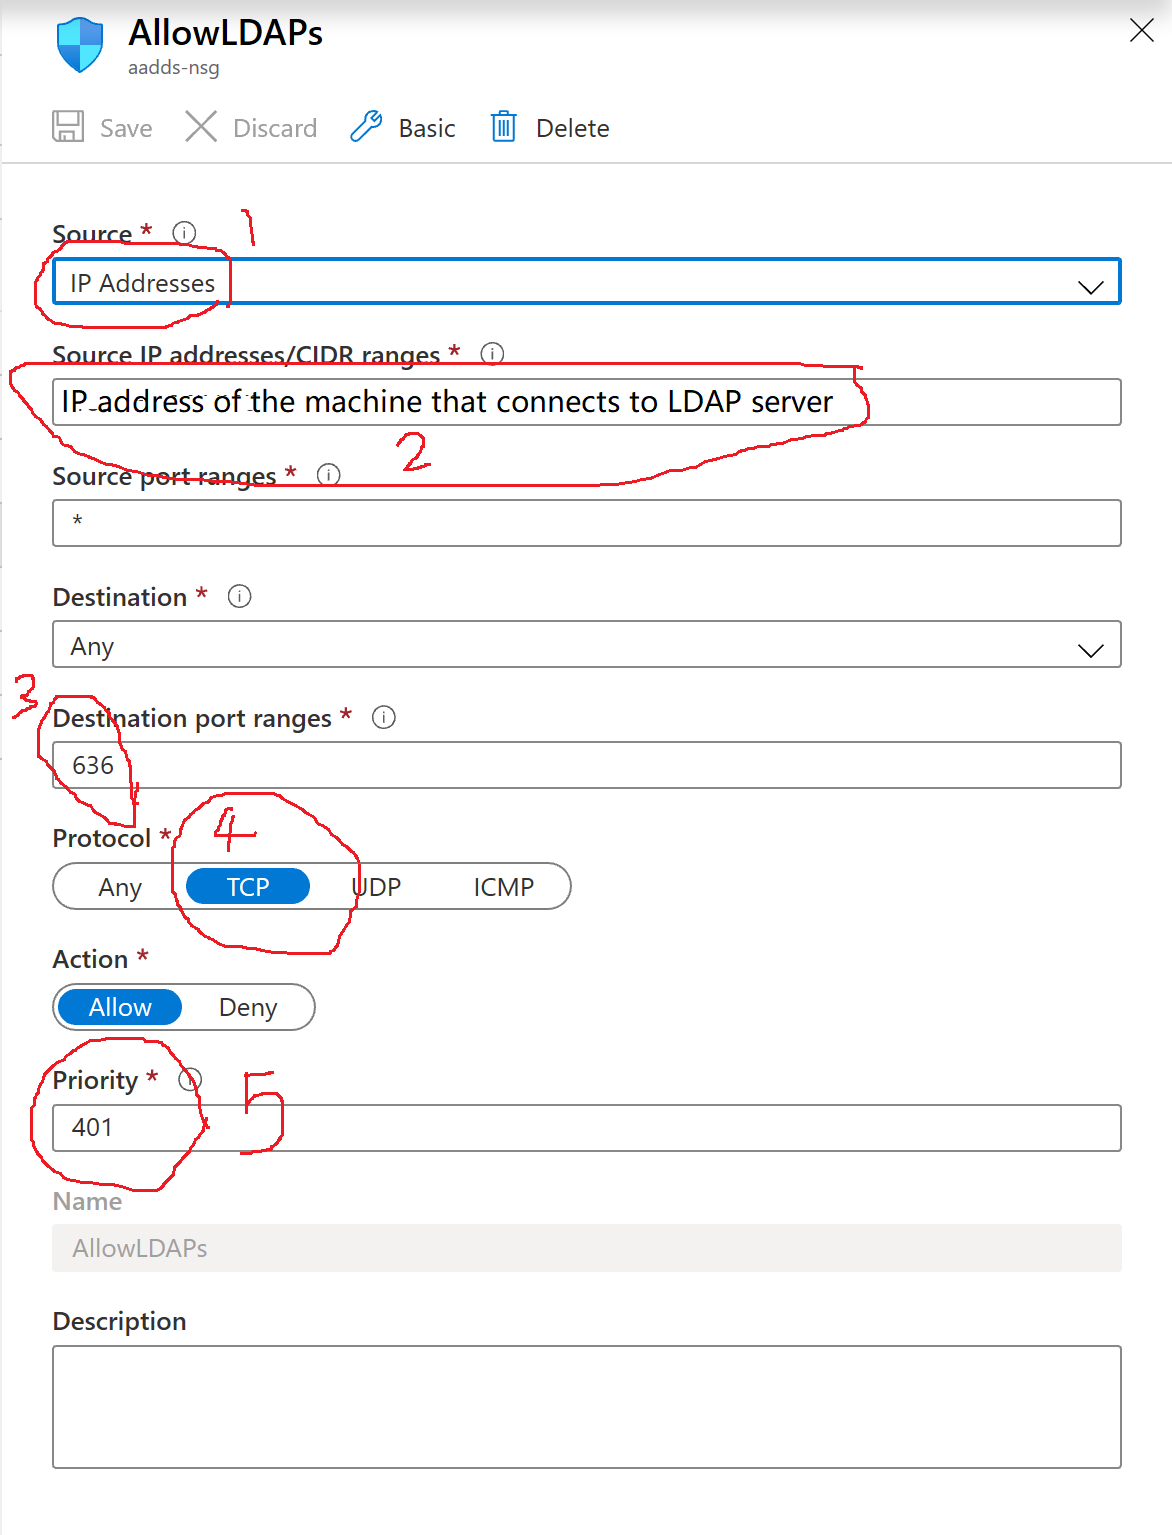 AllowLDAPs
aadds-nsg
Save Discard Basic Delete
Source * 1
IP Addresses
Source IP addresses/CIDR ranges *
IP address of the machine that connects to LDAP server
2
Source port ranges *
*
Destination *
Any
3
Destination port ranges *
636
4
Protocol *
Any TCP UDP ICMP
Action *
Allow Deny
Priority * 5
401
Name
AllowLDAPs
Description